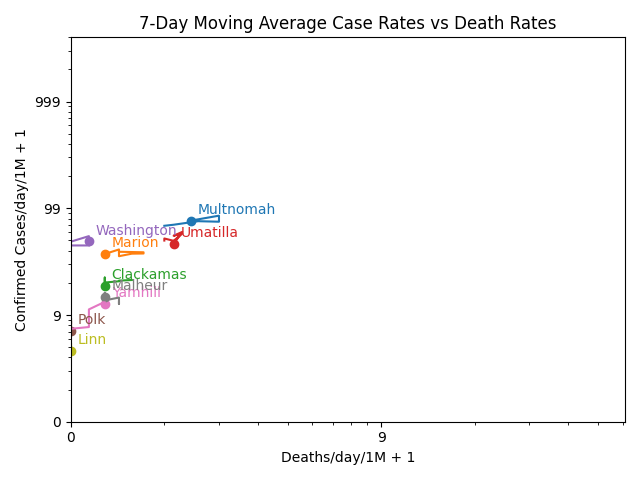 7-Day Moving Average Case Rates vs Death Rates
Confirmed Cases/day/1M + 1
999
99
9
0
Multnomah
Washington
Umatilla
Marion
Clackamas
Malheur
Yamhill
Polk
Linn
0
9
Deaths/day/1M + 1